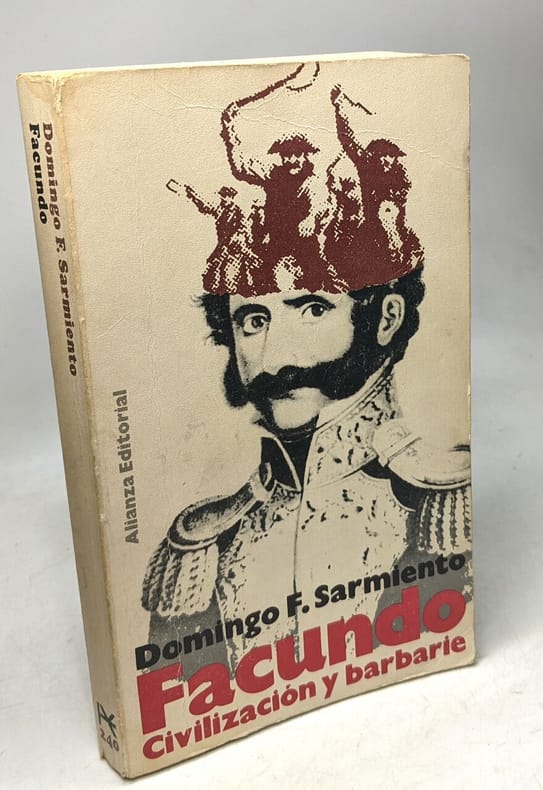 Domingo F. Sarmiento
Facundo
240
Alianza Editorial
Domingo F. Sarmiento
Facundo
Civilización y barbarie